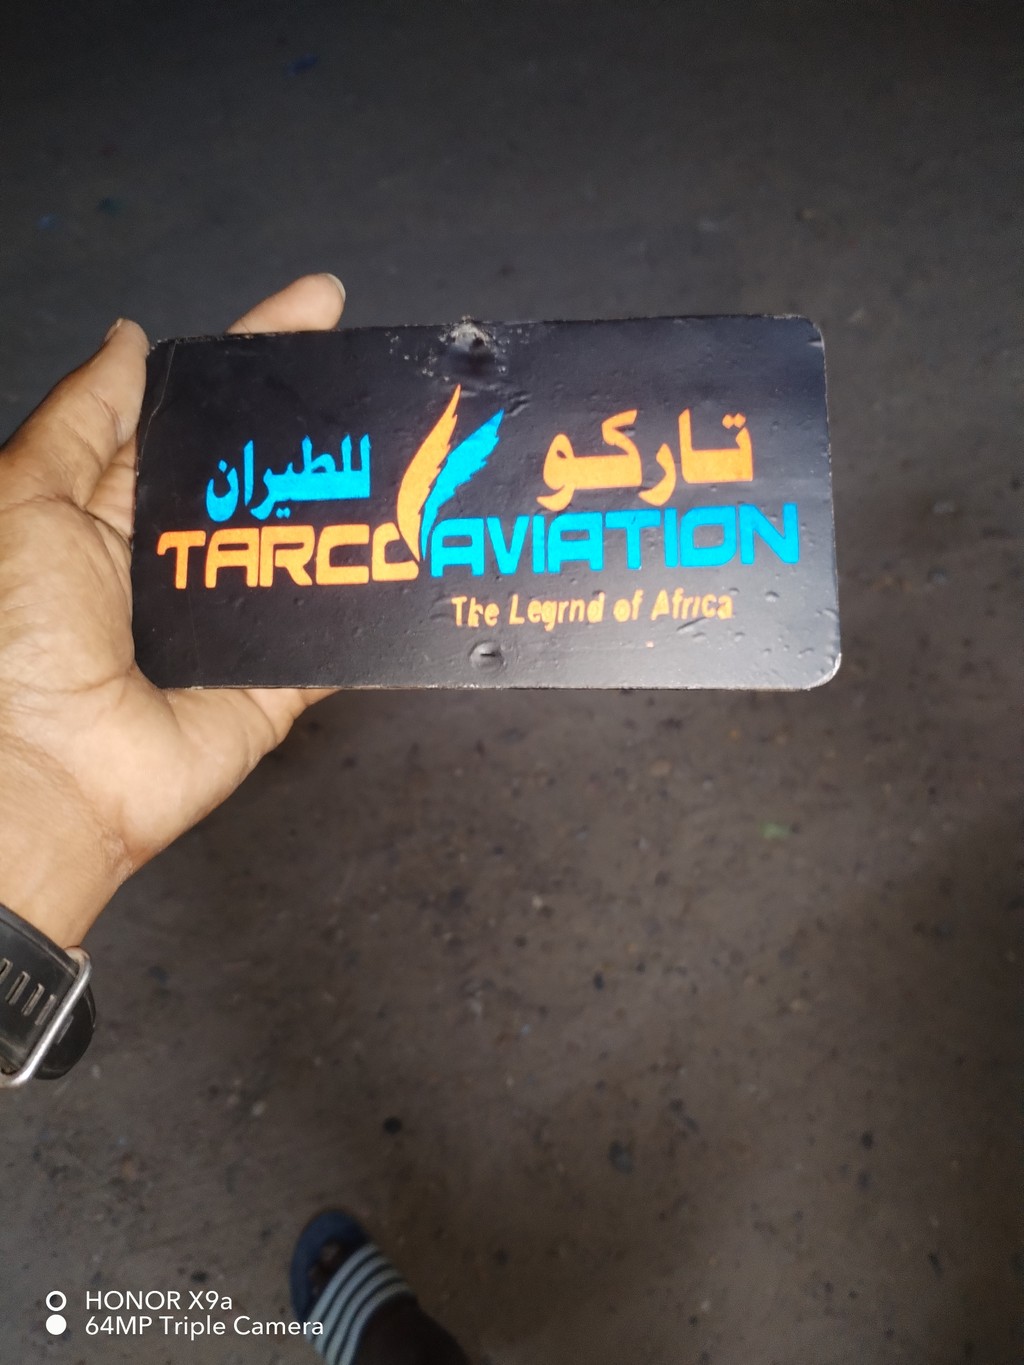 تاركو للطيران
TARCO AVIATION
The Legrnd of Africa
HONOR X9a
64MP Triple Camera